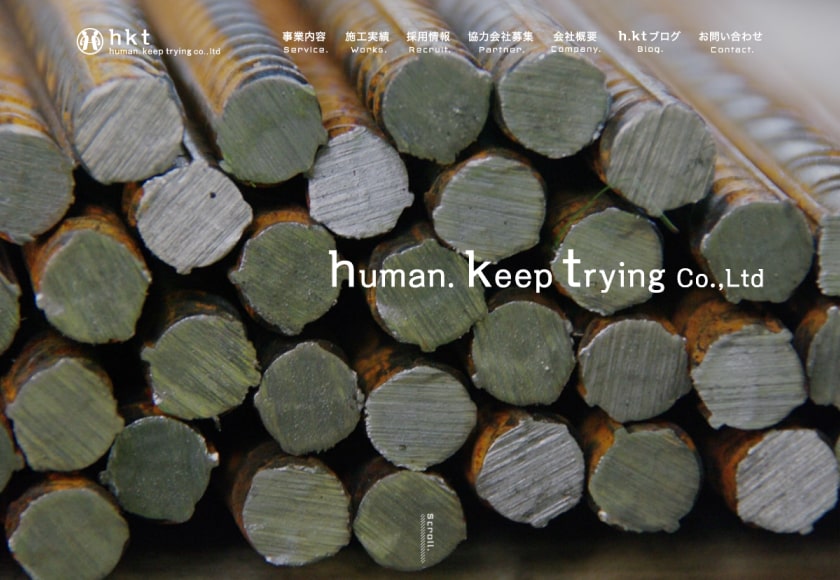 hkt
human. keep trying co.,ltd
事業内容
Service.
施工実績
Works.
採用情報
Recruit.
協力会社募集
Partner.
会社概要
Company.
h.ktブログ
Blog.
お問い合わせ
Contact.
human. keep trying Co.,Ltd
Scroll.